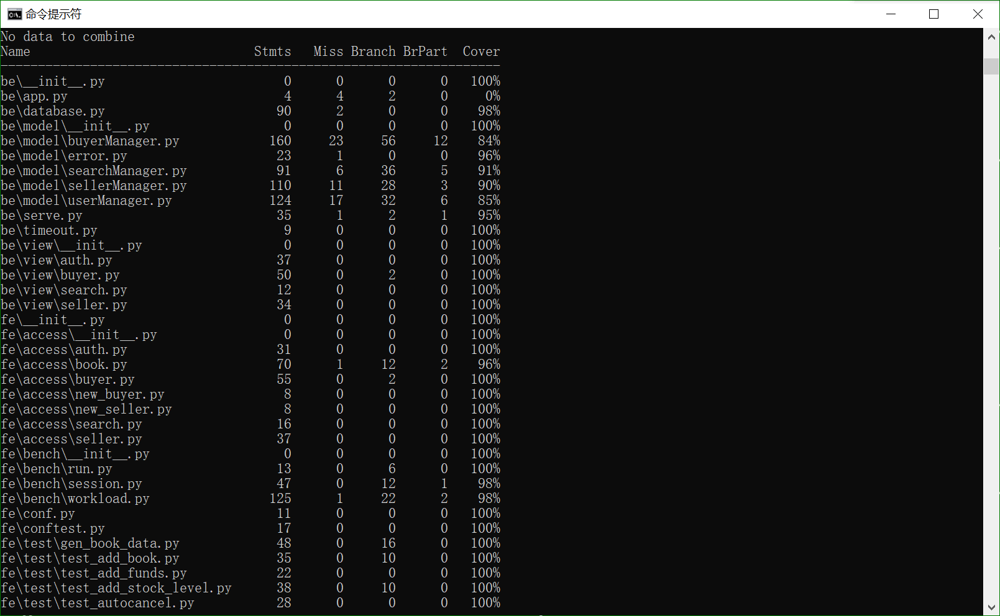 命令提示符
No data to combine
Name Stmts Miss Branch BrPart Cover
-------------------------------------------------------------------
be\__init__.py 0 0 0 0 100%
be\app.py 4 4 2 0 0%
be\database.py 90 2 0 0 98%
be\model\__init__.py 0 0 0 0 100%
be\model\buyerManager.py 160 23 56 12 84%
be\model\error.py 23 1 0 0 96%
be\model\searchManager.py 91 6 36 5 91%
be\model\sellerManager.py 110 11 28 3 90%
be\model\userManager.py 124 17 32 6 85%
be\serve.py 35 1 2 1 95%
be\timeout.py 9 0 0 0 100%
be\view\__init__.py 0 0 0 0 100%
be\view\auth.py 37 0 0 0 100%
be\view\buyer.py 50 0 2 0 100%
be\view\search.py 12 0 0 0 100%
be\view\seller.py 34 0 0 0 100%
fe\__init__.py 0 0 0 0 100%
fe\access\__init__.py 0 0 0 0 100%
fe\access\auth.py 31 0 0 0 100%
fe\access\book.py 70 1 12 2 96%
fe\access\buyer.py 55 0 2 0 100%
fe\access\new_buyer.py 8 0 0 0 100%
fe\access\new_seller.py 8 0 0 0 100%
fe\access\search.py 16 0 0 0 100%
fe\access\seller.py 37 0 0 0 100%
fe\bench\__init__.py 0 0 0 0 100%
fe\bench\run.py 13 0 6 0 100%
fe\bench\session.py 47 0 12 1 98%
fe\bench\workload.py 125 1 22 2 98%
fe\conf.py 11 0 0 0 100%
fe\conftest.py 17 0 0 0 100%
fe\test\gen_book_data.py 48 0 16 0 100%
fe\test\test_add_book.py 35 0 10 0 100%
fe\test\test_add_funds.py 22 0 0 0 100%
fe\test\test_add_stock_level.py 38 0 10 0 100%
fe\test\test_autocancel.py 28 0 0 0 100%